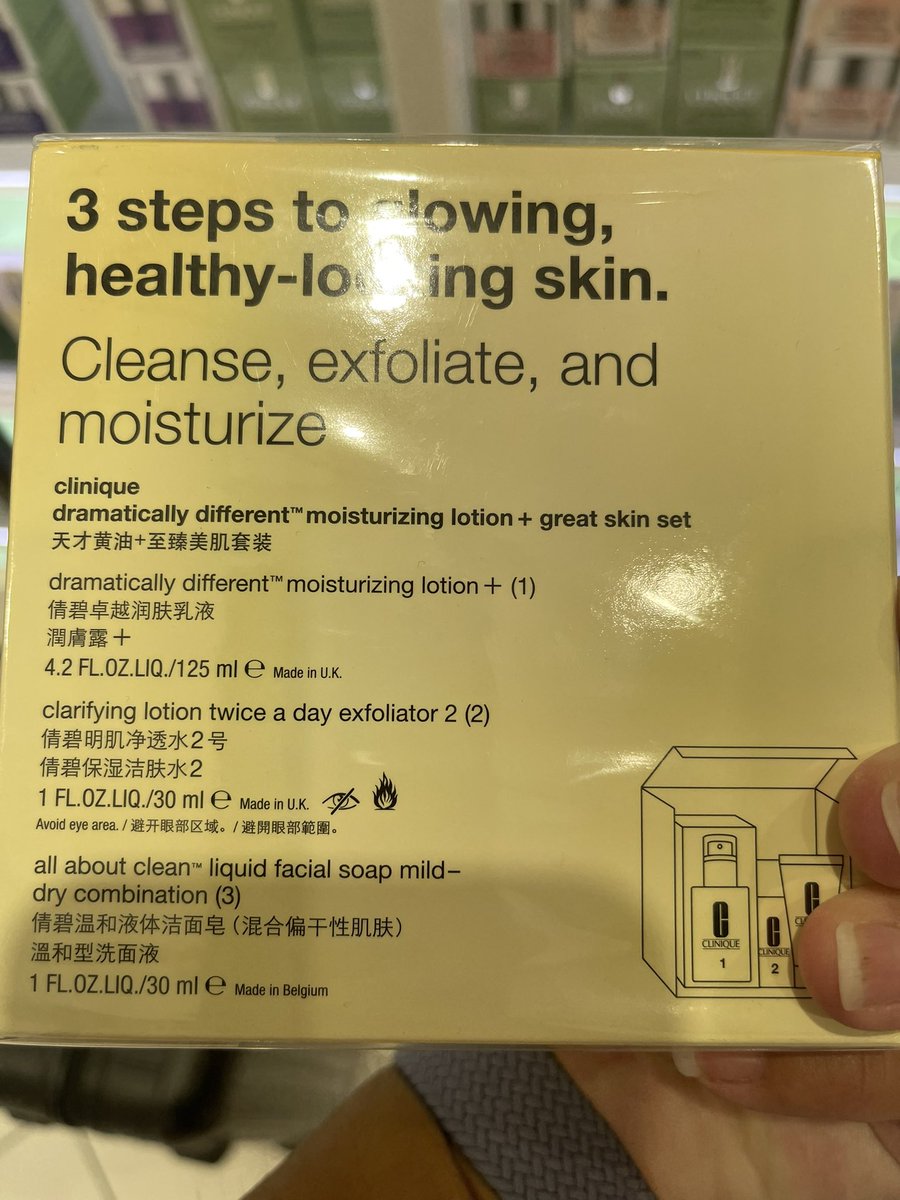 3 steps to glowing,
healthy-looking skin.
Cleanse, exfoliate, and
moisturize
clinique
dramatically different™ moisturizing lotion+ great skin set
天才黄油+至臻美肌套装
dramatically different™ moisturizing lotion+ (1)
倩碧卓越润肤乳液
潤膚露+
4.2 FL.OZ.LIQ./125 ml ℮ Made in U.K.
clarifying lotion twice a day exfoliator 2 (2)
倩碧明肌净透水2号
倩碧保湿洁肤水2
1 FL.OZ.LIQ./30 ml ℮ Made in U.K.
Avoid eye area. / 避开眼部区域。/ 避開眼部範圍。
all about clean™ liquid facial soap mild–
dry combination (3)
倩碧温和液体洁面皂（混合偏干性肌肤）
溫和型洗面液
1 FL.OZ.LIQ./30 ml ℮ Made in Belgium
C
CLINIQUE
1
C
CLINIQUE
2
C